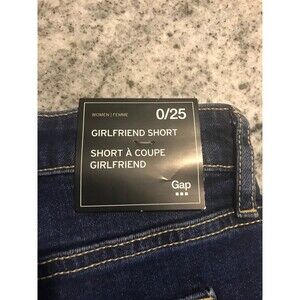 WOMEN | FEMME
0/25
GIRLFRIEND SHORT
SHORT À COUPE
GIRLFRIEND
Gap